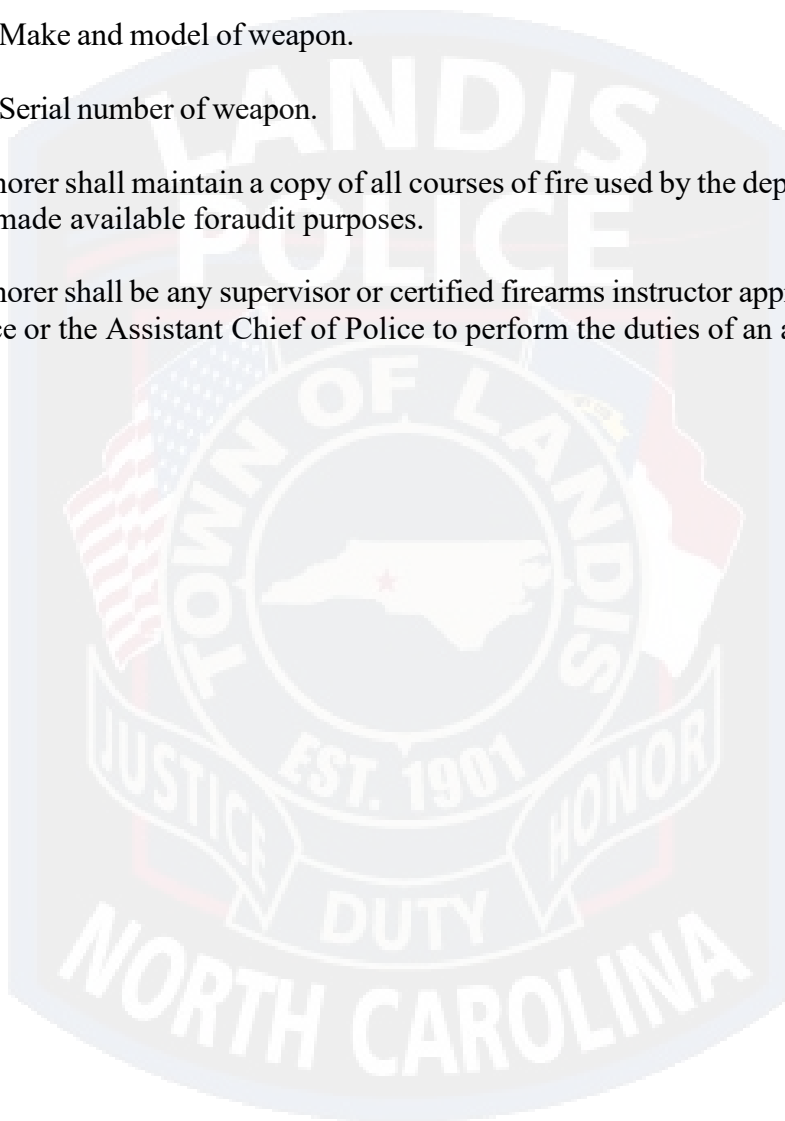 Make and model of weapon.
Serial number of weapon.
norer shall maintain a copy of all courses of fire used by the dep
made available foraudit purposes.
norer shall be any supervisor or certified firearms instructor app
ce or the Assistant Chief of Police to perform the duties of an a
LANDIS
POLICE
TOWN OF LANDIS
EST. 1901
JUSTICE
DUTY
HONOR
NORTH CAROLINA